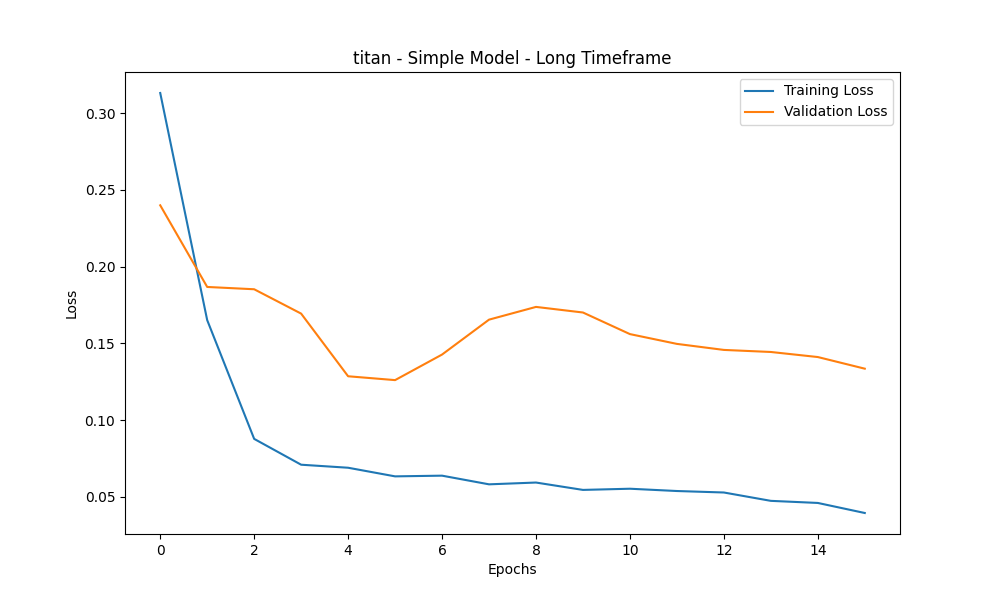 titan - Simple Model - Long Timeframe
Training Loss
Validation Loss
0.30
0.25
0.20
0.15
0.10
0.05
Loss
0 2 4 6 8 10 12 14
Epochs